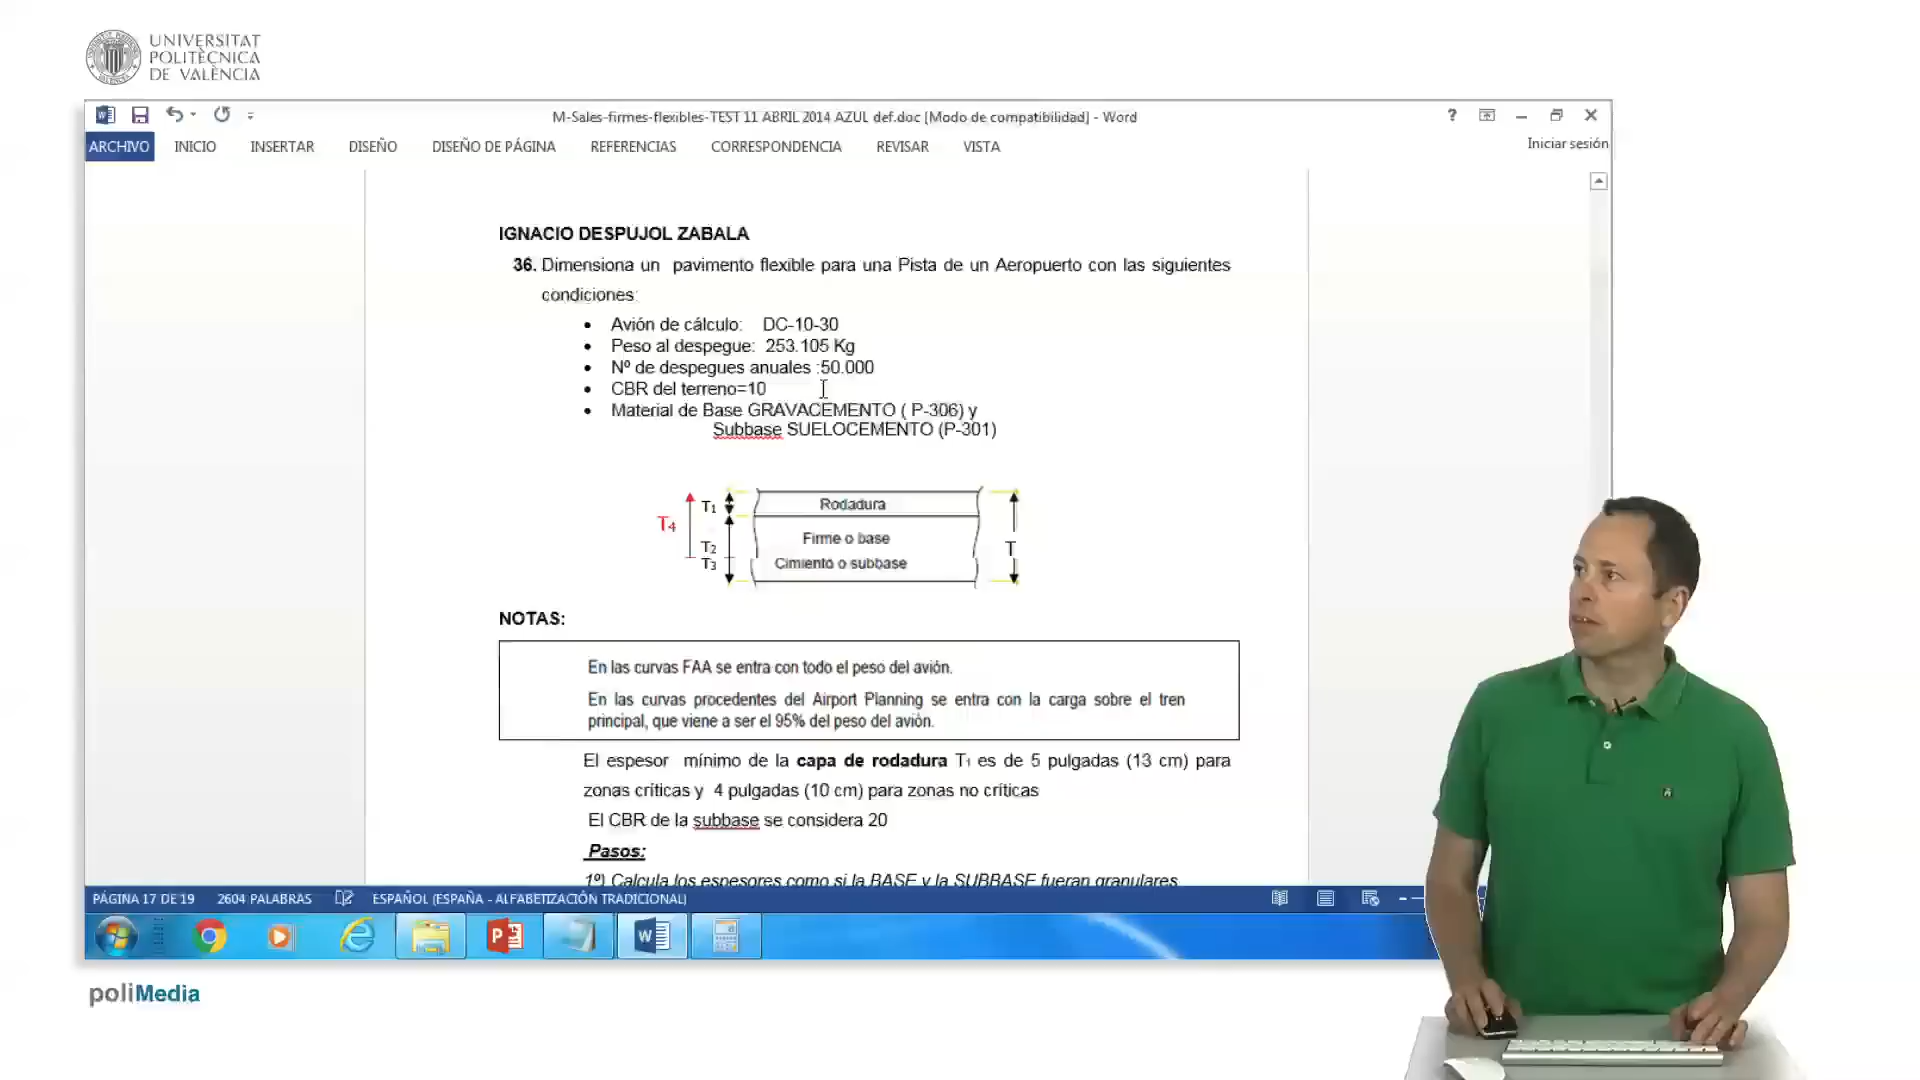 UNIVERSITAT
POLITÈCNICA
DE VALÈNCIA
M-Sales-firmes-flexibles-TEST 11 ABRIL 2014 AZUL def.doc [Modo de compatibilidad] - Word
ARCHIVO INICIO INSERTAR DISEÑO DISEÑO DE PÁGINA REFERENCIAS CORRESPONDENCIA REVISAR VISTA Iniciar sesión
IGNACIO DESPUJOL ZABALA
36. Dimensiona un pavimento flexible para una Pista de un Aeropuerto con las siguientes
condiciones:
• Avión de cálculo: DC-10-30
• Peso al despegue: 253.105 Kg
• Nº de despegues anuales :50.000
• CBR del terreno=10
• Material de Base GRAVACEMENTO ( P-306) y
Subbase SUELOCEMENTO (P-301)
T1 Rodadura
T4
T2 Firme o base T
T3 Cimiento o subbase
NOTAS:
En las curvas FAA se entra con todo el peso del avión.
En las curvas procedentes del Airport Planning se entra con la carga sobre el tren
principal, que viene a ser el 95% del peso del avión.
El espesor mínimo de la capa de rodadura T1 es de 5 pulgadas (13 cm) para
zonas críticas y 4 pulgadas (10 cm) para zonas no críticas
El CBR de la subbase se considera 20
Pasos:
1º) Calcula los espesores como si la BASE y la SUBBASE fueran granulares
PÁGINA 17 DE 19 2604 PALABRAS ESPAÑOL (ESPAÑA - ALFABETIZACIÓN TRADICIONAL)
poliMedia